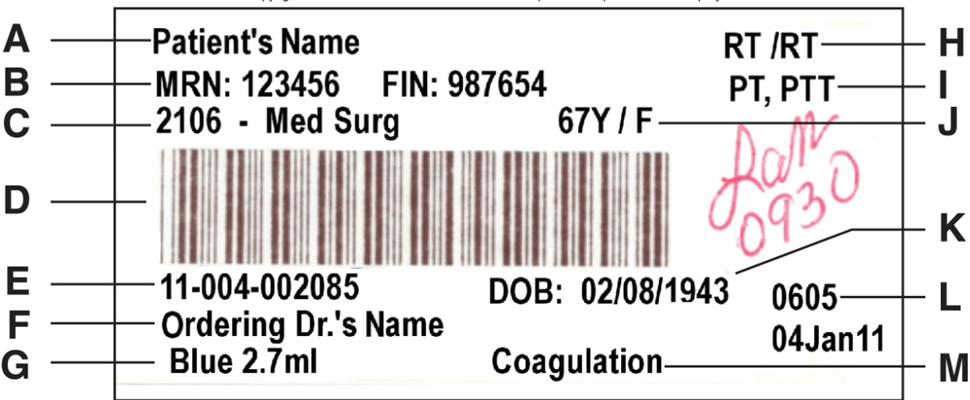 A Patient's Name RT /RT H
B MRN: 123456 FIN: 987654 PT, PTT I
C 2106 - Med Surg 67Y / F J
D
0930
K
E 11-004-002085 DOB: 02/08/1943 0605 L
F Ordering Dr.'s Name 04Jan11
G Blue 2.7ml Coagulation M